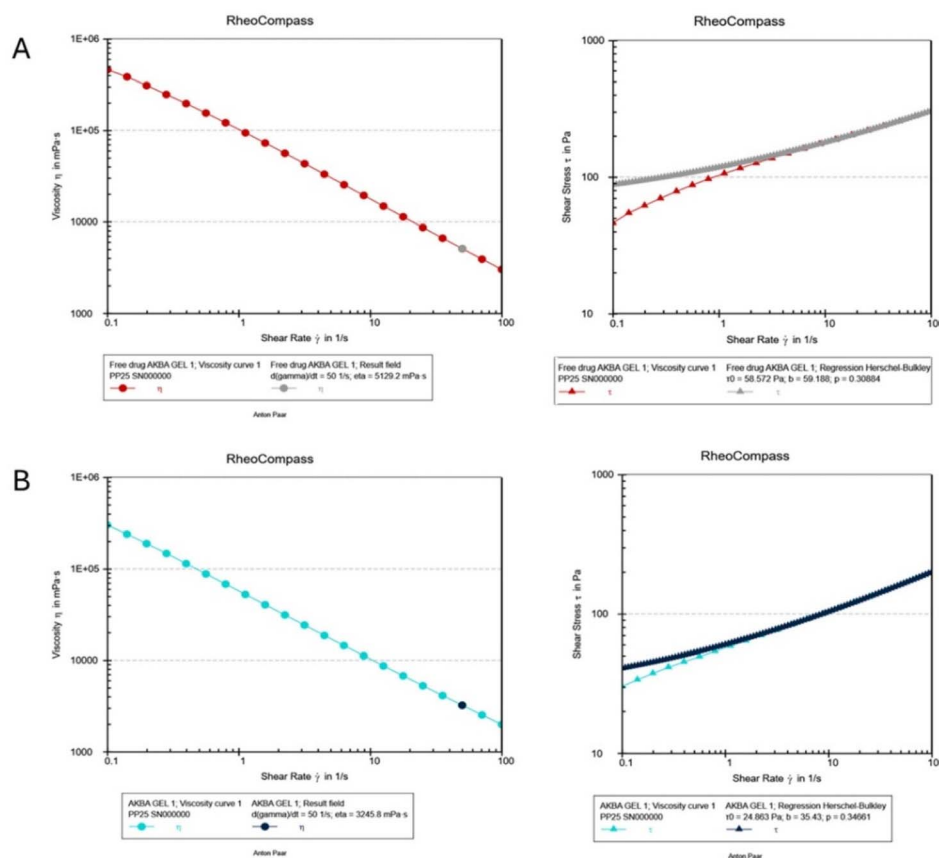 A
RheoCompass
1E+06
1E+05
10000
1000
Viscosity η in mPa·s
0.1
1
10
100
Shear Rate γ̇ in 1/s
Free drug AKBA GEL 1; Viscosity curve 1
PP25 SN000000
η
Free drug AKBA GEL 1; Result field
d(gamma)/dt = 50 1/s; eta = 5129.2 mPa·s
η
Anton Paar
RheoCompass
1000
100
10
Shear Stress τ in Pa
0.1
1
10
100
Shear Rate γ̇ in 1/s
Free drug AKBA GEL 1; Viscosity curve 1
PP25 SN000000
τ
Free drug AKBA GEL 1; Regression Herschel-Bulkley
τ0 = 58.572 Pa; b = 59.188; p = 0.30884
τ
Anton Paar
B
RheoCompass
1E+06
1E+05
10000
1000
Viscosity η in mPa·s
0.1
1
10
100
Shear Rate γ̇ in 1/s
AKBA GEL 1; Viscosity curve 1
PP25 SN000000
η
AKBA GEL 1; Result field
d(gamma)/dt = 50 1/s; eta = 3245.8 mPa·s
η
Anton Paar
RheoCompass
1000
100
10
Shear Stress τ in Pa
0.1
1
10
100
Shear Rate γ̇ in 1/s
AKBA GEL 1; Viscosity curve 1
PP25 SN000000
τ
AKBA GEL 1; Regression Herschel-Bulkley
τ0 = 24.863 Pa; b = 35.43; p = 0.34661
τ
Anton Paar